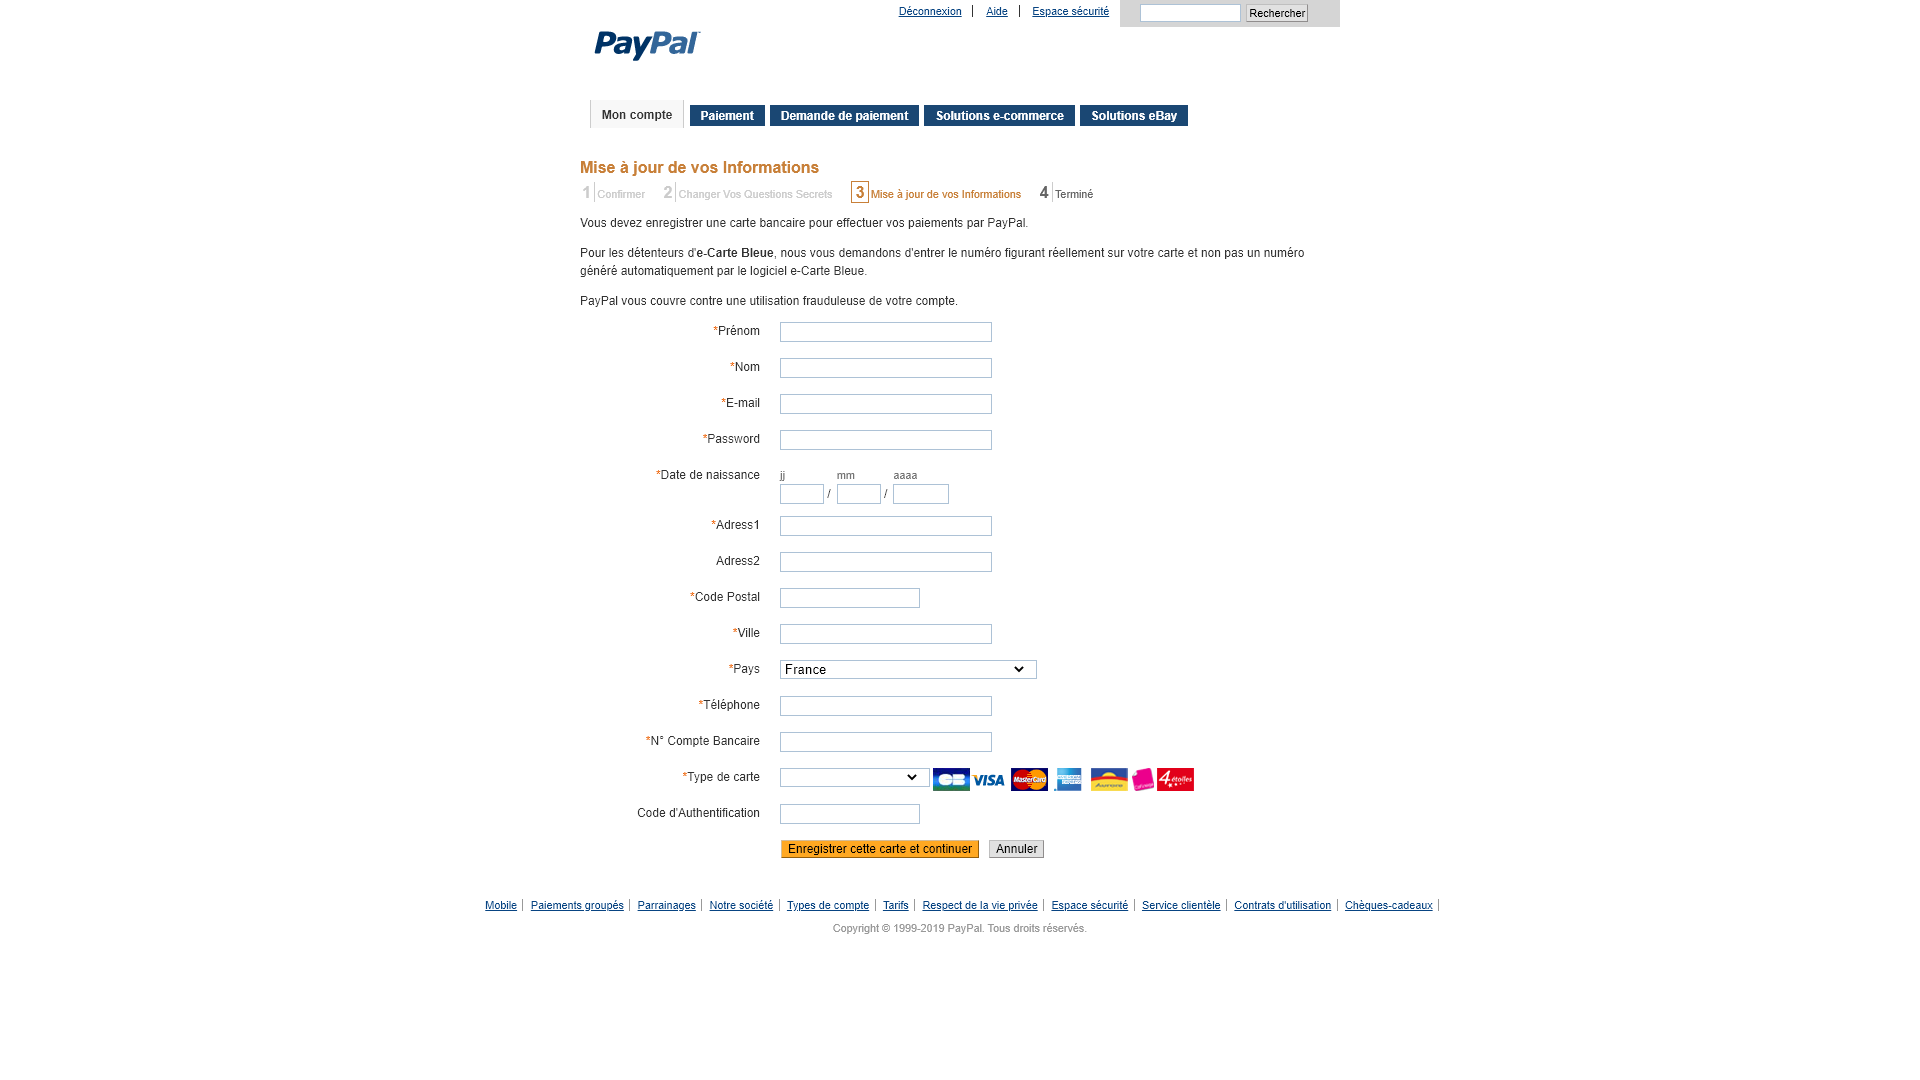 Déconnexion Aide Espace sécurité Rechercher
PayPal
Mon compte Paiement Demande de paiement Solutions e-commerce Solutions eBay
Mise à jour de vos Informations
1 Confirmer 2 Changer Vos Questions Secrets 3 Mise à jour de vos Informations 4 Terminé
Vous devez enregistrer une carte bancaire pour effectuer vos paiements par PayPal.
Pour les détenteurs d'e-Carte Bleue, nous vous demandons d'entrer le numéro figurant réellement sur votre carte et non pas un numéro
généré automatiquement par le logiciel e-Carte Bleue.
PayPal vous couvre contre une utilisation frauduleuse de votre compte.
*Prénom
*Nom
*E-mail
*Password
*Date de naissance jj mm aaaa
/ /
*Adress1
Adress2
*Code Postal
*Ville
*Pays France
*Téléphone
*N° Compte Bancaire
*Type de carte CB VISA MasterCard Aurore 4 étoiles
Code d'Authentification
Enregistrer cette carte et continuer Annuler
Mobile Paiements groupés Parrainages Notre société Types de compte Tarifs Respect de la vie privée Espace sécurité Service clientèle Contrats d'utilisation Chèques-cadeaux
Copyright © 1999-2019 PayPal. Tous droits réservés.